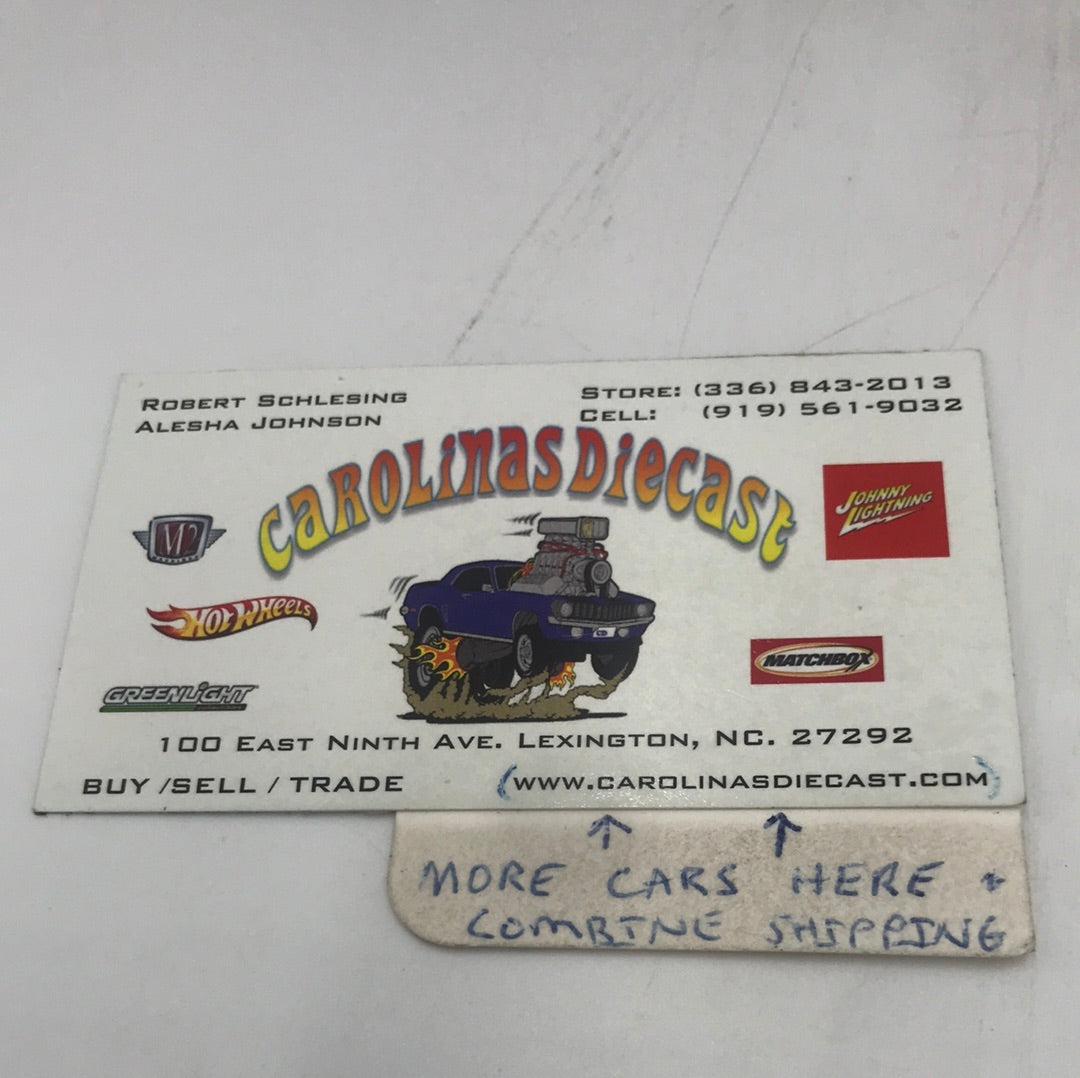 ROBERT SCHLESING
ALESHA JOHNSON
STORE: (336) 843-2013
CELL: (919) 561-9032
CAROLINAS DIECAST
M2
JOHNNY LIGHTNING
HOT WHEELS
MATCHBOX
GREENLIGHT
100 EAST NINTH AVE. LEXINGTON, NC. 27292
BUY /SELL / TRADE
(WWW.CAROLINASDIECAST.COM)
MORE CARS HERE +
COMBINE SHIPPING